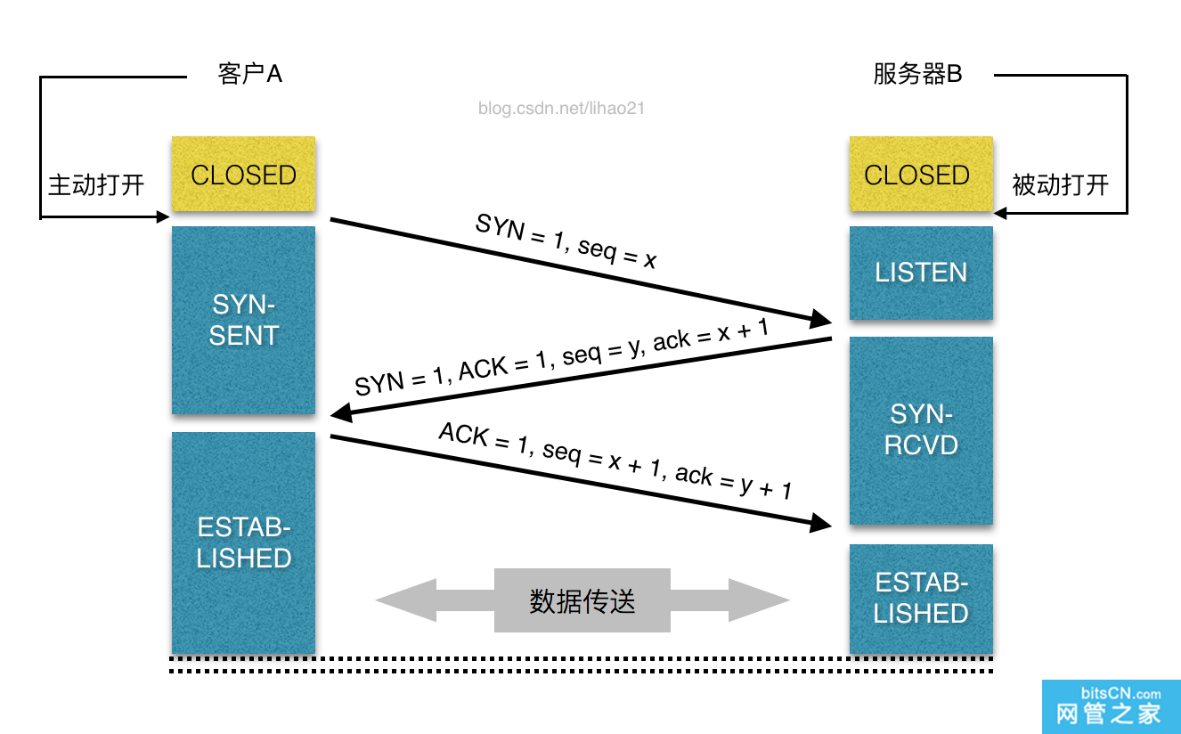 客户A
服务器B
blog.csdn.net/lihao21
CLOSED
CLOSED
主动打开
被动打开
SYN = 1, seq = x
LISTEN
SYN-
SENT
SYN = 1, ACK = 1, seq = y, ack = x + 1
SYN-
RCVD
ACK = 1, seq = x + 1, ack = y + 1
ESTAB-
LISHED
数据传送
ESTAB-
LISHED
bitsCN.com
网管之家